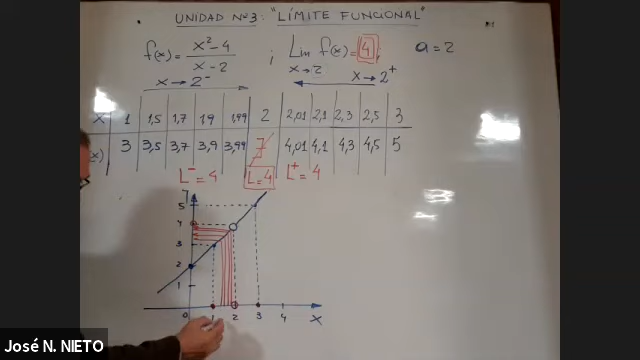 UNIDAD Nº3: "LÍMITE FUNCIONAL"
f(x) = x²-4 / x-2 ; Lim f(x) = 4 ; a = 2
x→2
x→2⁻ x→2⁺
x 1 1,5 1,7 1,9 1,99 2 2,01 2,1 2,3 2,5 3
(x) 3 3,5 3,7 3,9 3,99 ∄ 4,01 4,1 4,3 4,5 5
L⁻=4 L=4 L⁺=4
5
4
3
2
1
0 1 2 3 4 x
José N. NIETO